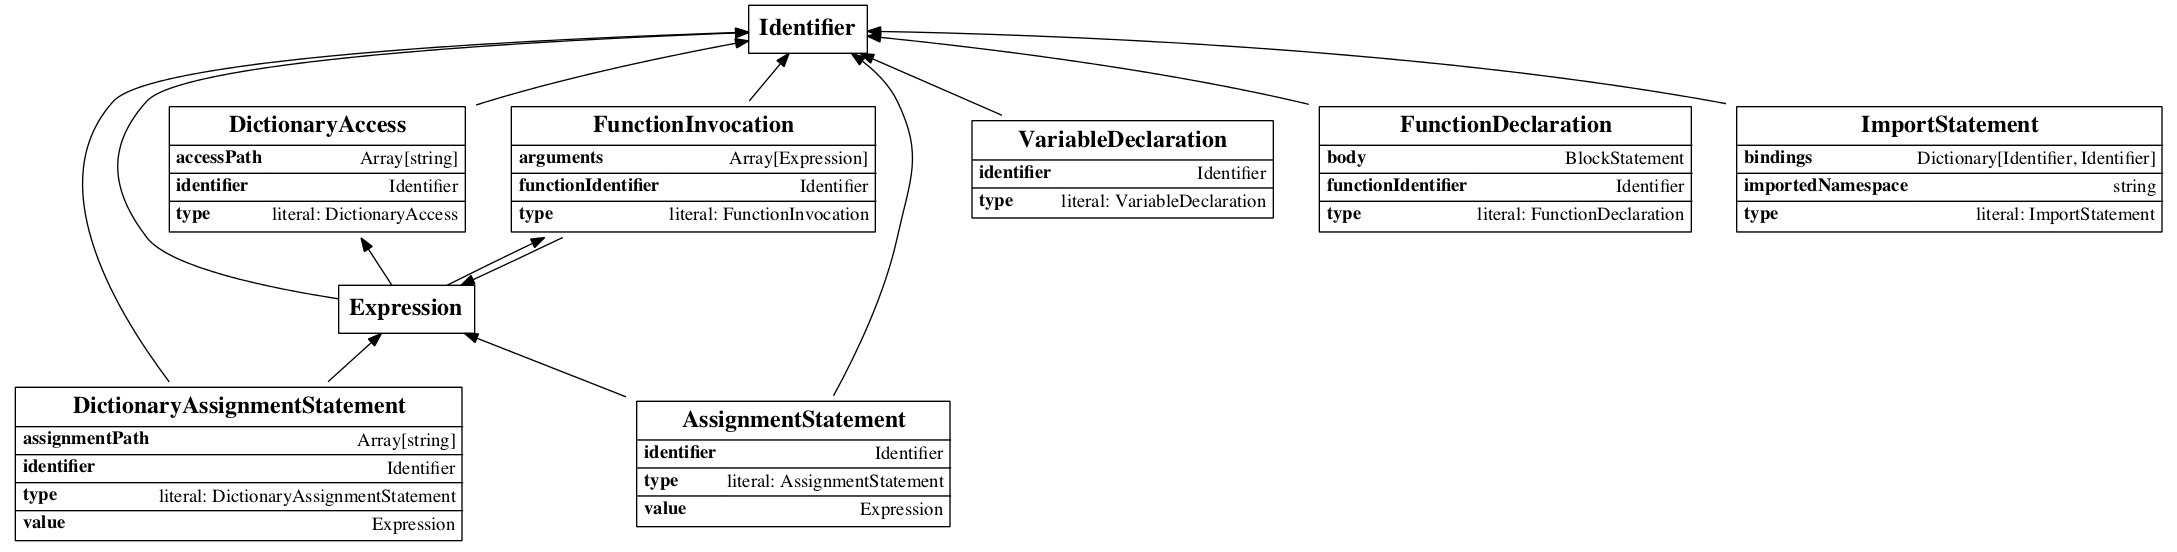 Identifier
DictionaryAccess
accessPath Array[string]
identifier Identifier
type literal: DictionaryAccess
FunctionInvocation
arguments Array[Expression]
functionIdentifier Identifier
type literal: FunctionInvocation
VariableDeclaration
identifier Identifier
type literal: VariableDeclaration
FunctionDeclaration
body BlockStatement
functionIdentifier Identifier
type literal: FunctionDeclaration
ImportStatement
bindings Dictionary[Identifier, Identifier]
importedNamespace string
type literal: ImportStatement
Expression
DictionaryAssignmentStatement
assignmentPath Array[string]
identifier Identifier
type literal: DictionaryAssignmentStatement
value Expression
AssignmentStatement
identifier Identifier
type literal: AssignmentStatement
value Expression